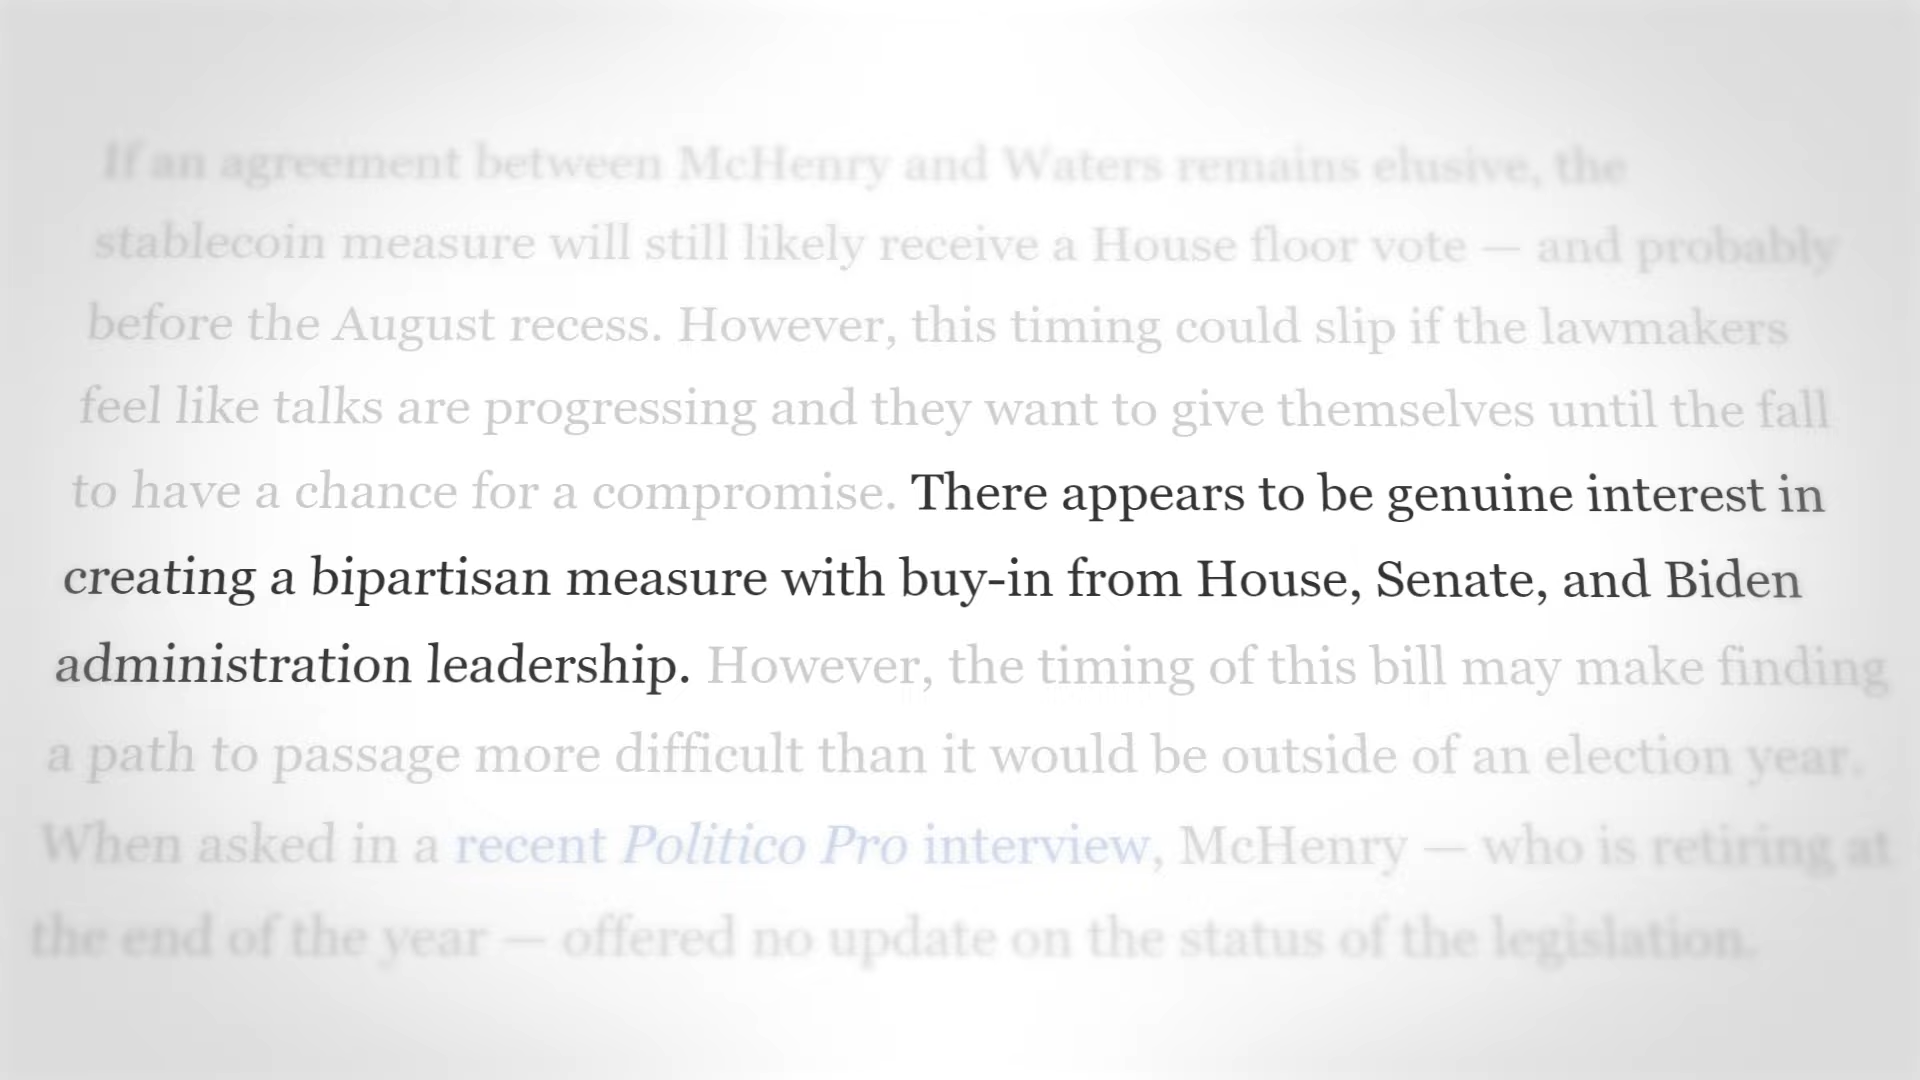 If an agreement between McHenry and Waters remains elusive, the
stablecoin measure will still likely receive a House floor vote — and probably
before the August recess. However, this timing could slip if the lawmakers
feel like talks are progressing and they want to give themselves until the fall
to have a chance for a compromise. There appears to be genuine interest in
creating a bipartisan measure with buy-in from House, Senate, and Biden
administration leadership. However, the timing of this bill may make finding
a path to passage more difficult than it would be outside of an election year.
When asked in a recent Politico Pro interview, McHenry — who is retiring at
the end of the year — offered no update on the status of the legislation.